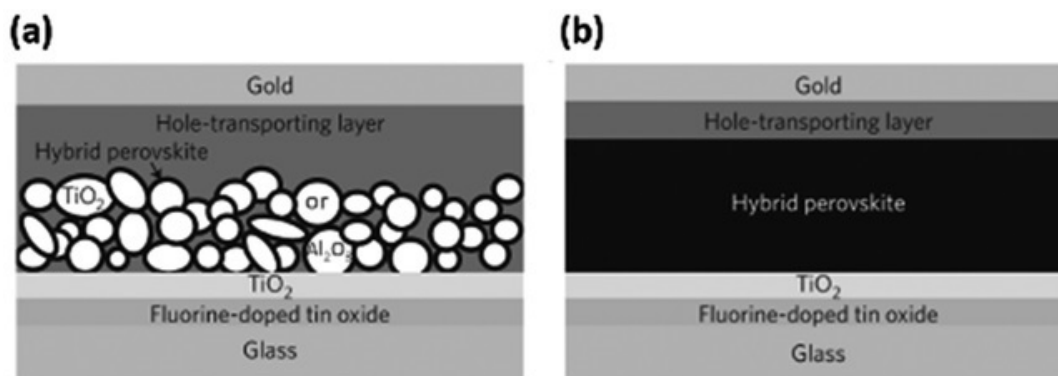 (a)
Gold
Hole-transporting layer
Hybrid perovskite
TiO₂
or
Al₂O₃
TiO₂
Fluorine-doped tin oxide
Glass
(b)
Gold
Hole-transporting layer
Hybrid perovskite
TiO₂
Fluorine-doped tin oxide
Glass